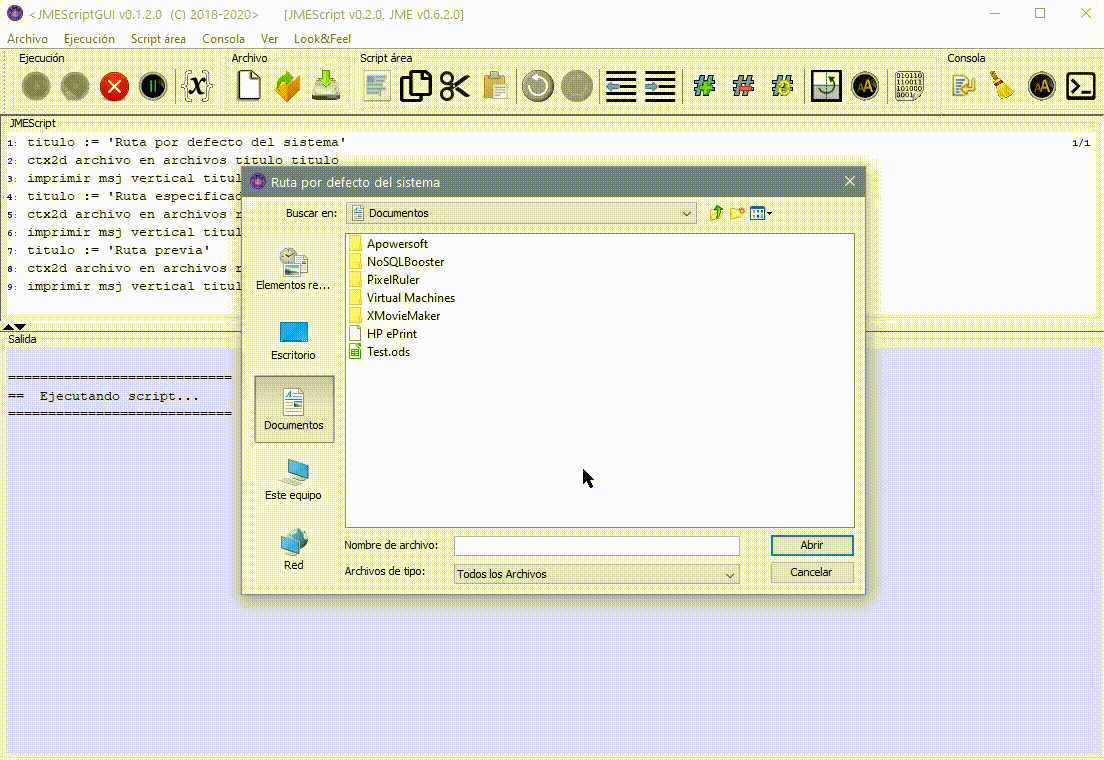 <JMEScriptGUI v0.1.2.0 (C) 2018-2020> [JMEScript v0.2.0, JME v0.6.2.0]
Archivo Ejecución Script área Consola Ver Look&Feel
Ejecución Archivo Script área Consola
{x} AA 010110 110011 101000 0001 AA
JMEScript
1: titulo := 'Ruta por defecto del sistema' 1/1
2: ctx2d archivo en archivos titulo titulo
3: imprimir msj vertical titul
4: titulo := 'Ruta especificad
5: ctx2d archivo en archivos r
6: imprimir msj vertical titul
7: titulo := 'Ruta previa'
8: ctx2d archivo en archivos r
9: imprimir msj vertical titul
Salida
============================
== Ejecutando script...
============================
Ruta por defecto del sistema
Buscar en: Documentos
Elementos re...
Escritorio
Documentos
Este equipo
Red
Apowersoft
NoSQLBooster
PixelRuler
Virtual Machines
XMovieMaker
HP ePrint
Test.ods
Nombre de archivo: Abrir
Archivos de tipo: Todos los Archivos Cancelar